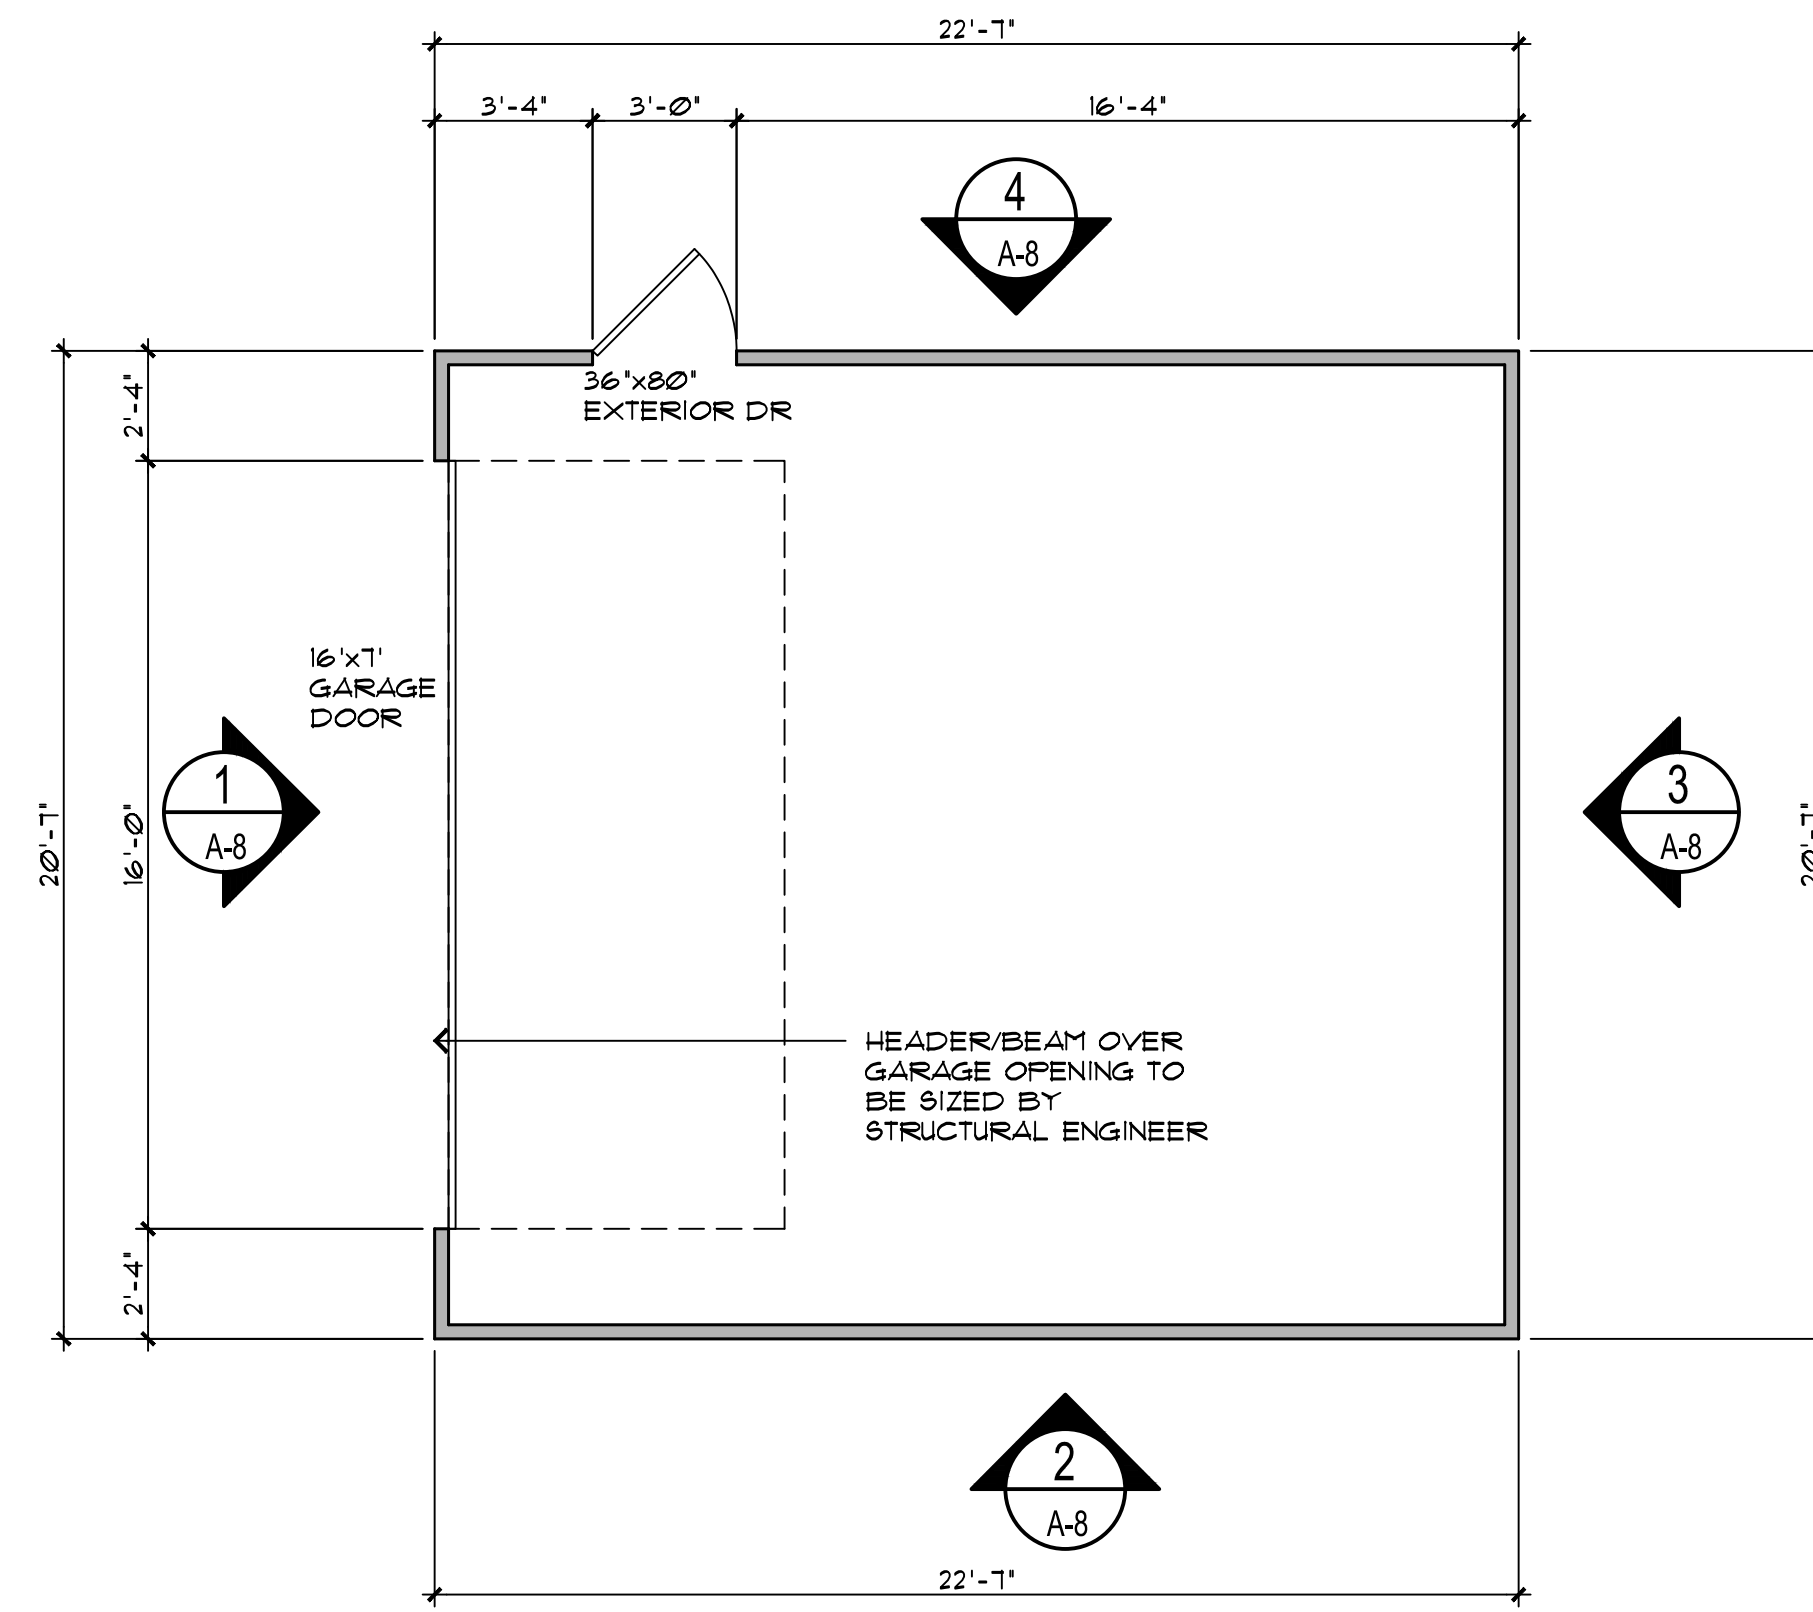 22'-7"
3'-4"
3'-0"
16'-4"
4
A-8
2'-4"
36"x80"
EXTERIOR DR
16'x7'
GARAGE
DOOR
1
A-8
3
A-8
20'-7"
16'-0"
20'-7"
HEADER/BEAM OVER
GARAGE OPENING TO
BE SIZED BY
STRUCTURAL ENGINEER
2'-4"
2
A-8
22'-7"